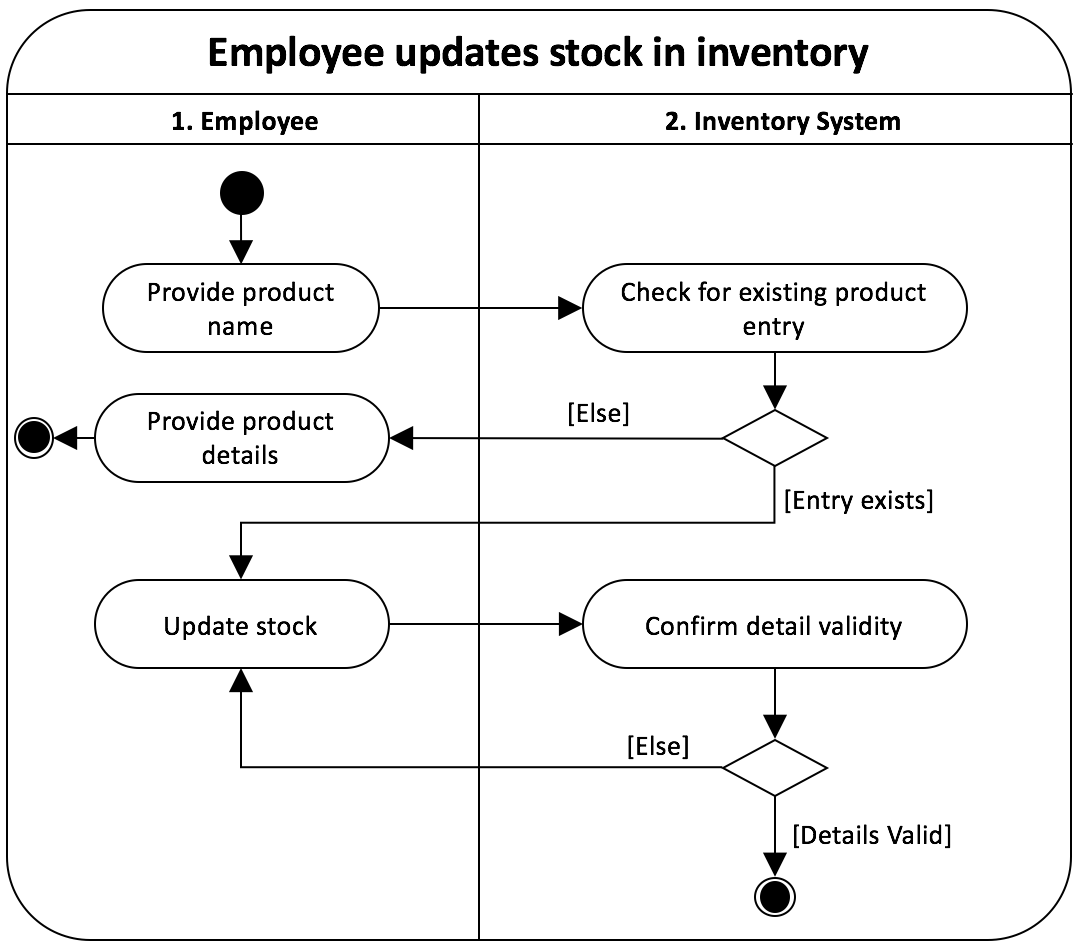 Employee updates stock in inventory
1. Employee
2. Inventory System
Provide product
name
Check for existing product
entry
Provide product
details
[Else]
[Entry exists]
Update stock
Confirm detail validity
[Else]
[Details Valid]